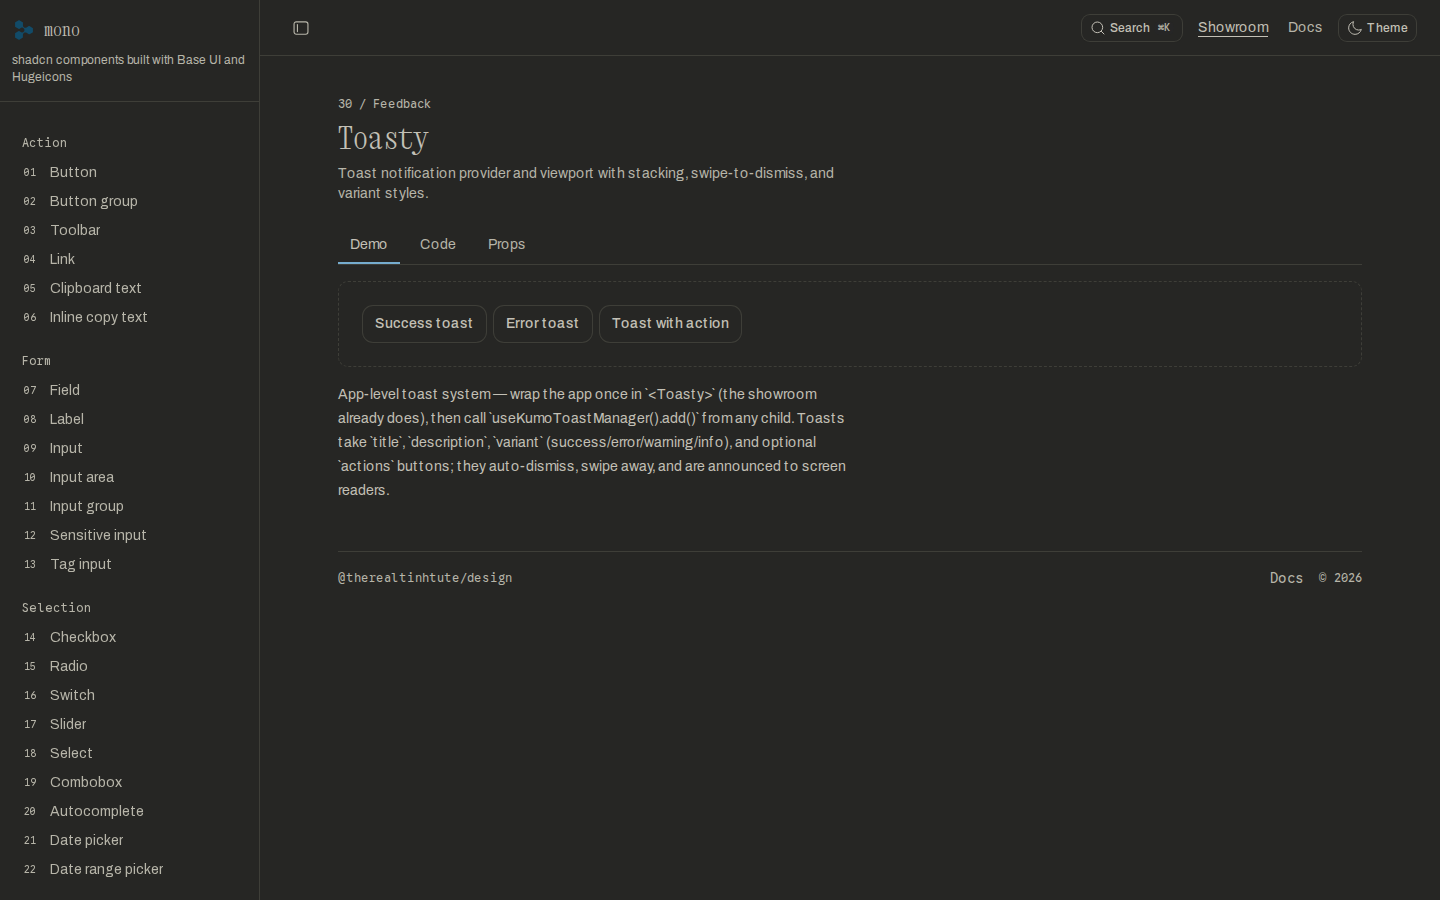 mono
shadcn components built with Base UI and
Hugeicons
Action
01 Button
02 Button group
03 Toolbar
04 Link
05 Clipboard text
06 Inline copy text
Form
07 Field
08 Label
09 Input
10 Input area
11 Input group
12 Sensitive input
13 Tag input
Selection
14 Checkbox
15 Radio
16 Switch
17 Slider
18 Select
19 Combobox
20 Autocomplete
21 Date picker
22 Date range picker
Search ⌘K Showroom Docs Theme
30 / Feedback
Toasty
Toast notification provider and viewport with stacking, swipe-to-dismiss, and
variant styles.
Demo Code Props
Success toast Error toast Toast with action
App-level toast system — wrap the app once in `<Toasty>` (the showroom
already does), then call `useKumoToastManager().add()` from any child. Toasts
take `title`, `description`, `variant` (success/error/warning/info), and optional
`actions` buttons; they auto-dismiss, swipe away, and are announced to screen
readers.
@therealtinhtute/design Docs © 2026